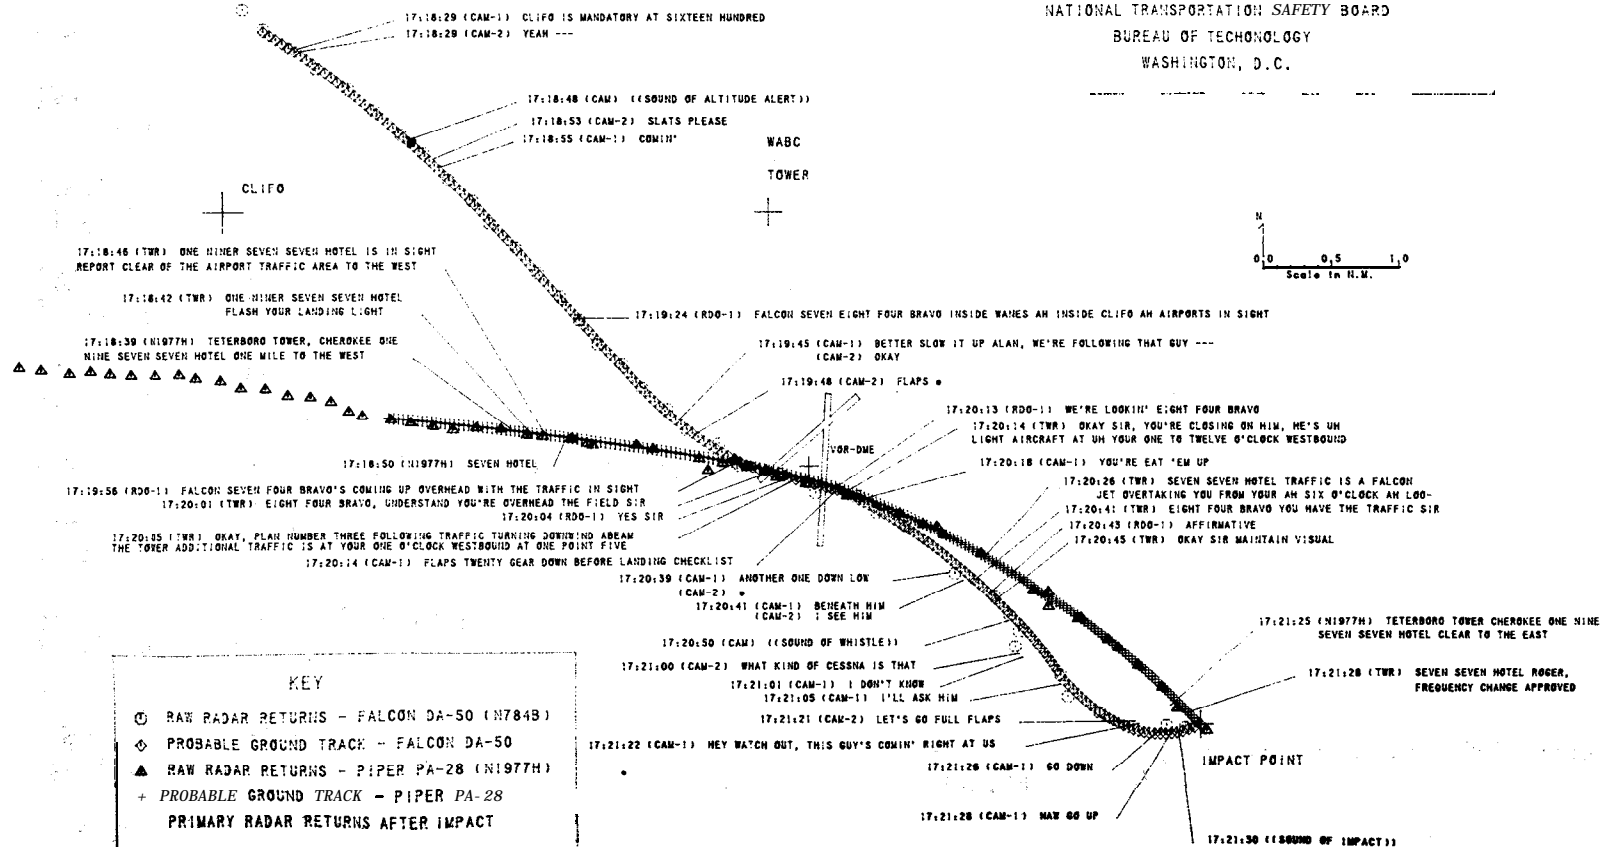 NATIONAL TRANSPORTATION SAFETY BOARD
BUREAU OF TECHONOLOGY
WASHINGTON, D.C.
17:18:29 (CAM-1) CLIFO IS MANDATORY AT SIXTEEN HUNDRED
17:18:29 (CAM-2) YEAH ---
17:18:48 (CAM) ((SOUND OF ALTITUDE ALERT))
17:18:53 (CAM-2) SLATS PLEASE
17:18:55 (CAM-1) COMIN'
WABC
TOWER
CLIFO
N
0.0 0.5 1.0
Scale in N.M.
17:18:46 (TWR) ONE NINER SEVEN SEVEN HOTEL IS IN SIGHT
REPORT CLEAR OF THE AIRPORT TRAFFIC AREA TO THE WEST
17:18:42 (TWR) ONE NINER SEVEN SEVEN HOTEL
FLASH YOUR LANDING LIGHT
17:18:39 (N1977H) TETERBORO TOWER, CHEROKEE ONE
NINE SEVEN SEVEN HOTEL ONE MILE TO THE WEST
17:19:24 (RDO-1) FALCON SEVEN EIGHT FOUR BRAVO INSIDE WANES AH INSIDE CLIFO AH AIRPORTS IN SIGHT
17:19:45 (CAM-1) BETTER SLOW IT UP ALAN, WE'RE FOLLOWING THAT GUY ---
(CAM-2) OKAY
17:19:48 (CAM-2) FLAPS *
17:20:13 (RDO-1) WE'RE LOOKIN' EIGHT FOUR BRAVO
17:20:14 (TWR) OKAY SIR, YOU'RE CLOSING ON HIM, HE'S UH
LIGHT AIRCRAFT AT UH YOUR ONE TO TWELVE O'CLOCK WESTBOUND
VOR-DME
17:20:18 (CAM-1) YOU'RE EAT 'EM UP
17:18:50 (N1977H) SEVEN HOTEL
17:20:26 (TWR) SEVEN SEVEN HOTEL TRAFFIC IS A FALCON
JET OVERTAKING YOU FROM YOUR AH SIX O'CLOCK AH LOO-
17:19:56 (RDO-1) FALCON SEVEN FOUR BRAVO'S COMING UP OVERHEAD WITH THE TRAFFIC IN SIGHT
17:20:01 (TWR) EIGHT FOUR BRAVO, UNDERSTAND YOU'RE OVERHEAD THE FIELD SIR
17:20:04 (RDO-1) YES SIR
17:20:41 (TWR) EIGHT FOUR BRAVO YOU HAVE THE TRAFFIC SIR
17:20:43 (RDO-1) AFFIRMATIVE
17:20:45 (TWR) OKAY SIR MAINTAIN VISUAL
17:20:05 (TWR) OKAY, PLAN NUMBER THREE FOLLOWING TRAFFIC TURNING DOWNWIND ABEAM
THE TOWER ADDITIONAL TRAFFIC IS AT YOUR ONE O'CLOCK WESTBOUND AT ONE POINT FIVE
17:20:14 (CAM-1) FLAPS TWENTY GEAR DOWN BEFORE LANDING CHECKLIST
17:20:39 (CAM-1) ANOTHER ONE DOWN LOW
(CAM-2) *
17:20:41 (CAM-1) BENEATH HIM
(CAM-2) I SEE HIM
17:20:50 (CAM) ((SOUND OF WHISTLE))
17:21:00 (CAM-2) WHAT KIND OF CESSNA IS THAT
17:21:01 (CAM-1) I DON'T KNOW
17:21:05 (CAM-1) I'LL ASK HIM
17:21:21 (CAM-2) LET'S GO FULL FLAPS
17:21:22 (CAM-1) HEY WATCH OUT, THIS GUY'S COMIN' RIGHT AT US
17:21:25 (N1977H) TETERBORO TOWER CHEROKEE ONE NINE
SEVEN SEVEN HOTEL CLEAR TO THE EAST
17:21:28 (TWR) SEVEN SEVEN HOTEL ROGER,
FREQUENCY CHANGE APPROVED
IMPACT POINT
17:21:26 (CAM-1) GO DOWN
17:21:28 (CAM-1) NAW GO UP
17:21:30 ((SOUND OF IMPACT))
KEY
RAW RADAR RETURNS - FALCON DA-50 (N784B)
PROBABLE GROUND TRACK - FALCON DA-50
RAW RADAR RETURNS - PIPER PA-28 (N1977H)
+ PROBABLE GROUND TRACK - PIPER PA-28
PRIMARY RADAR RETURNS AFTER IMPACT